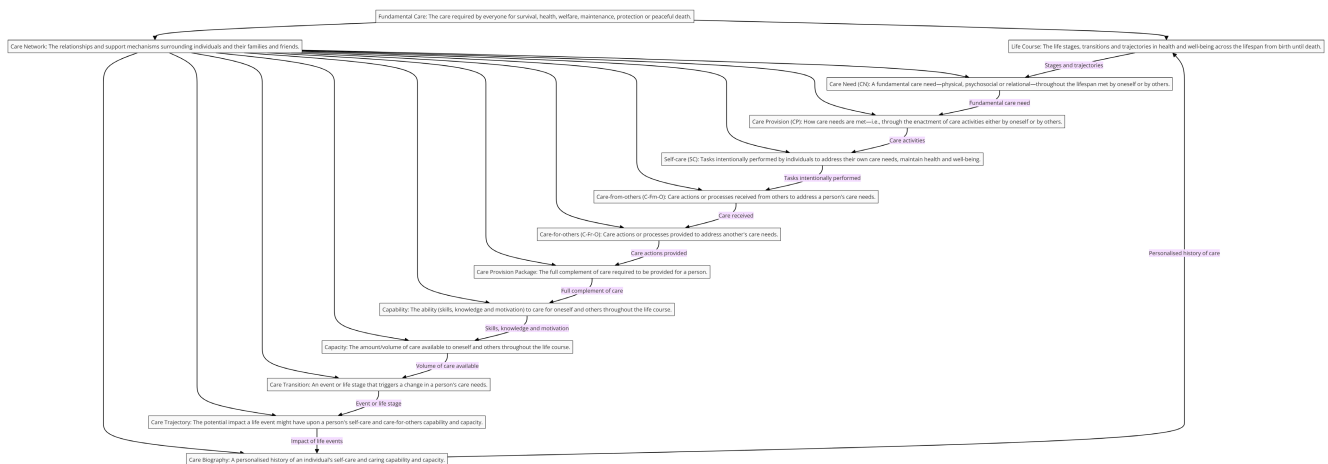 Fundamental Care: The care required by everyone for survival, health, welfare, maintenance, protection or peaceful death.
Care Network: The relationships and support mechanisms surrounding individuals and their families and friends.
Life Course: The life stages, transitions and trajectories in health and well-being across the lifespan from birth until death.
Stages and trajectories
Care Need (CN): A fundamental care need—physical, psychosocial or relational—throughout the lifespan met by oneself or by others.
Fundamental care need
Care Provision (CP): How care needs are met—i.e., through the enactment of care activities either by oneself or by others.
Care activities
Self-care (SC): Tasks intentionally performed by individuals to address their own care needs, maintain health and well-being.
Tasks intentionally performed
Care-from-others (C-Frm-O): Care actions or processes received from others to address a person's care needs.
Care received
Care-for-others (C-Fr-O): Care actions or processes provided to address another's care needs.
Care actions provided
Personalised history of care
Care Provision Package: The full complement of care required to be provided for a person.
Full complement of care
Capability: The ability (skills, knowledge and motivation) to care for oneself and others throughout the life course.
Skills, knowledge and motivation
Capacity: The amount/volume of care available to oneself and others throughout the life course.
Volume of care available
Care Transition: An event or life stage that triggers a change in a person's care needs.
Event or life stage
Care Trajectory: The potential impact a life event might have upon a person's self-care and care-for-others capability and capacity.
Impact of life events
Care Biography: A personalised history of an individual's self-care and caring capability and capacity.